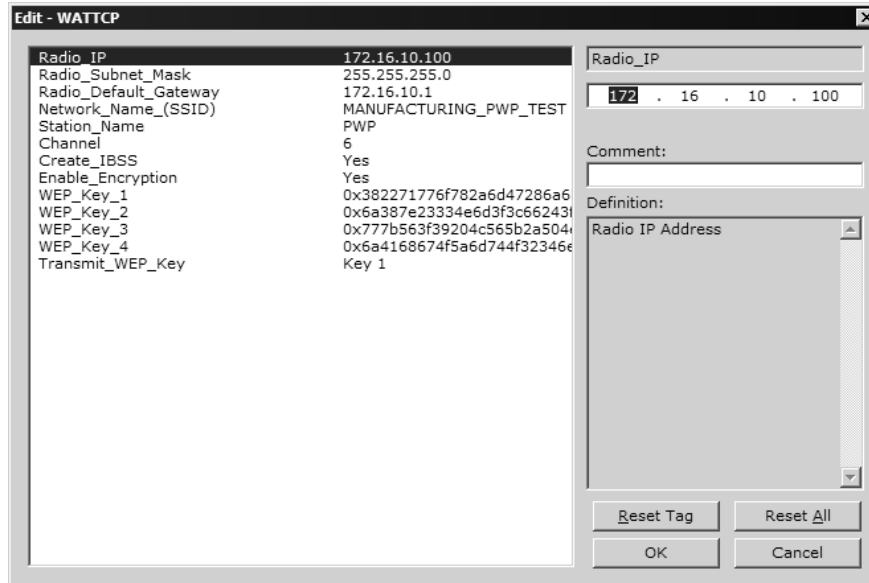 Edit - WATTCP
Radio_IP 172.16.10.100
Radio_Subnet_Mask 255.255.255.0
Radio_Default_Gateway 172.16.10.1
Network_Name_(SSID) MANUFACTURING_PWP_TEST
Station_Name PWP
Channel 6
Create_IBSS Yes
Enable_Encryption Yes
WEP_Key_1 0x382271776f782a6d47286a6
WEP_Key_2 0x6a387e23334e6d3f3c66243
WEP_Key_3 0x777b563f39204c565b2a504
WEP_Key_4 0x6a4168674f5a6d744f32346
Transmit_WEP_Key Key 1
Radio_IP
172 . 16 . 10 . 100
Comment:
Definition:
Radio IP Address
Reset Tag Reset All
OK Cancel